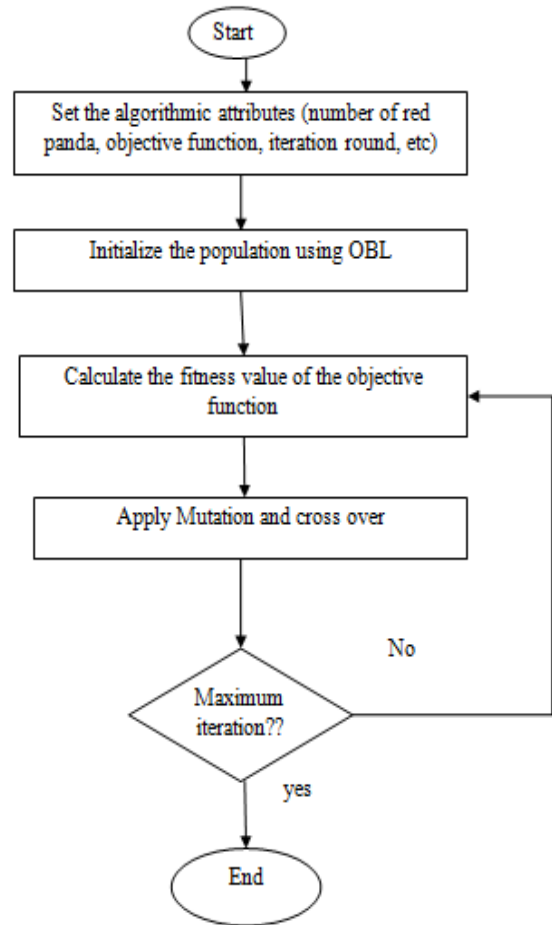 Start
Set the algorithmic attributes (number of red
panda, objective function, iteration round, etc)
Initialize the population using OBL
Calculate the fitness value of the objective
function
Apply Mutation and cross over
No
Maximum
iteration??
yes
End